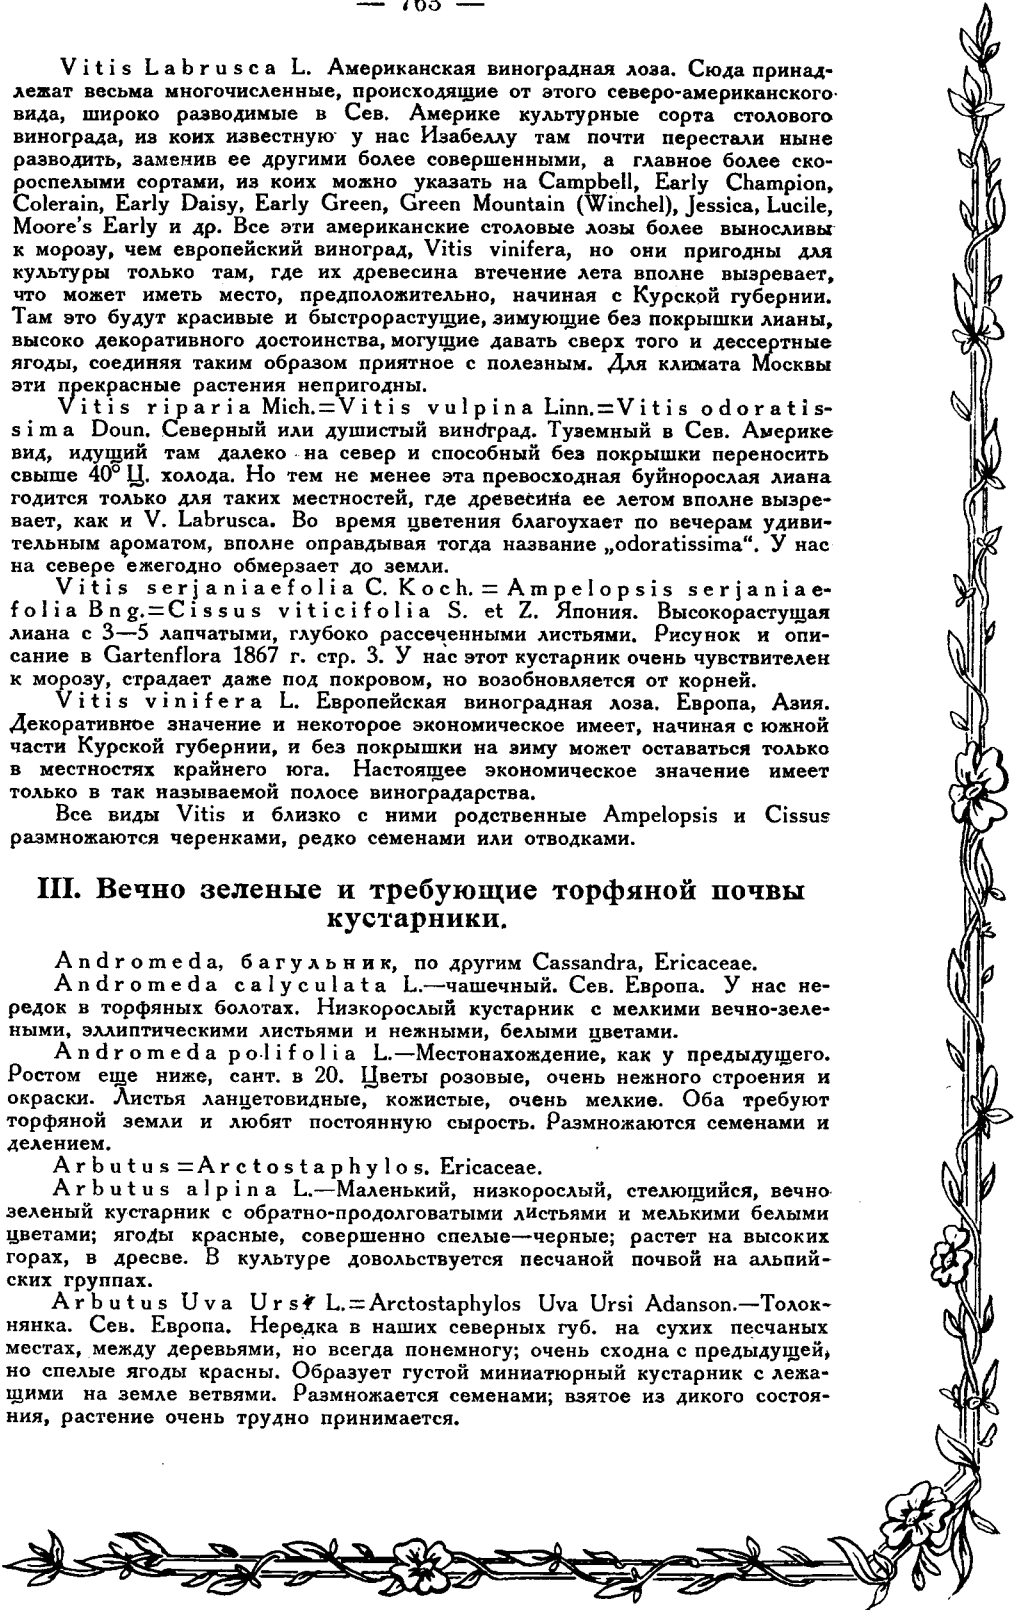 — 763 —
Vitis Labrusca L. Американская виноградная лоза. Сюда принад-
лежат весьма многочисленные, происходящие от этого северо-американского
вида, широко разводимые в Сев. Америке культурные сорта столового
винограда, из коих известную у нас Изабеллу там почти перестали ныне
разводить, заменив ее другими более совершенными, а главное более ско-
роспелыми сортами, из коих можно указать на Campbell, Early Champion,
Colerain, Early Daisy, Early Green, Green Mountain (Winchel), Jessica, Lucile,
Moore’s Early и др. Все эти американские столовые лозы более выносливы
к морозу, чем европейский виноград, Vitis vinifera, но они пригодны для
культуры только там, где их древесина втечение лета вполне вызревает,
что может иметь место, предположительно, начиная с Курской губернии.
Там это будут красивые и быстрорастущие, зимующие без покрышки лианы,
высоко декоративного достоинства, могущие давать сверх того и дессертные
ягоды, соединяя таким образом приятное с полезным. Для климата Москвы
эти прекрасные растения непригодны.
Vitis riparia Mich.=Vitis vulpina Linn.=Vitis odoratis-
sima Doun. Северный или душистый виноград. Туземный в Сев. Америке
вид, идущий там далеко на север и способный без покрышки переносить
свыше 40° Ц. холода. Но тем не менее эта превосходная буйнорослая лиана
годится только для таких местностей, где древесина ее летом вполне вызре-
вает, как и V. Labrusca. Во время цветения благоухает по вечерам удиви-
тельным ароматом, вполне оправдывая тогда название „odoratissima“. У нас
на севере ежегодно обмерзает до земли.
Vitis serjaniaefolia C. Koch. = Ampelopsis serjaniae-
folia Bng.=Cissus viticifolia S. et Z. Япония. Высокорастущая
лиана с 3—5 лапчатыми, глубоко рассеченными листьями. Рисунок и опи-
сание в Gartenflora 1867 г. стр. 3. У нас этот кустарник очень чувствителен
к морозу, страдает даже под покровом, но возобновляется от корней.
Vitis vinifera L. Европейская виноградная лоза. Европа, Азия.
Декоративное значение и некоторое экономическое имеет, начиная с южной
части Курской губернии, и без покрышки на зиму может оставаться только
в местностях крайнего юга. Настоящее экономическое значение имеет
только в так называемой полосе виноградарства.
Все виды Vitis и близко с ними родственные Ampelopsis и Cissus
размножаются черенками, редко семенами или отводками.
III. Вечно зеленые и требующие торфяной почвы
кустарники.
Andromeda, багульник, по другим Cassandra, Ericaceae.
Andromeda calyculata L.—чашечный. Сев. Европа. У нас не-
редок в торфяных болотах. Низкорослый кустарник с мелкими вечно-зеле-
ными, эллиптическими листьями и нежными, белыми цветами.
Andromeda polifolia L.—Местонахождение, как у предыдущего.
Ростом еще ниже, сант. в 20. Цветы розовые, очень нежного строения и
окраски. Листья ланцетовидные, кожистые, очень мелкие. Оба требуют
торфяной земли и любят постоянную сырость. Размножаются семенами и
делением.
Arbutus=Arctostaphylos. Ericaceae.
Arbutus alpina L.—Маленький, низкорослый, стелющийся, вечно
зеленый кустарник с обратно-продолговатыми листьями и мелькими белыми
цветами; ягоды красные, совершенно спелые—черные; растет на высоких
горах, в дресве. В культуре довольствуется песчаной почвой на альпий-
ских группах.
Arbutus Uva Ursi L.=Arctostaphylos Uva Ursi Adanson.—Толок-
нянка. Сев. Европа. Нередка в наших северных губ. на сухих песчаных
местах, между деревьями, но всегда понемногу; очень сходна с предыдущей,
но спелые ягоды красны. Образует густой миниатюрный кустарник с лежа-
щими на земле ветвями. Размножается семенами; взятое из дикого состоя-
ния, растение очень трудно принимается.